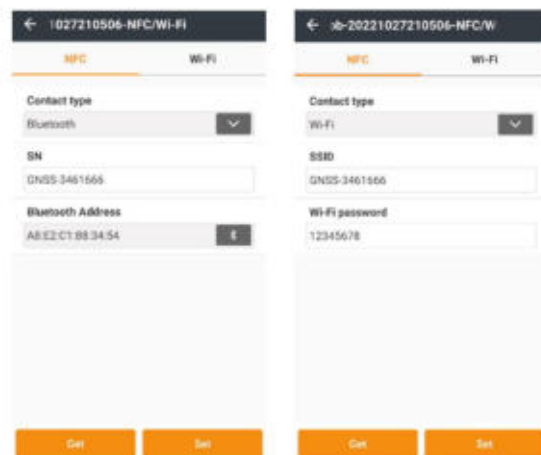 ← 1027210506-NFC/Wi-Fi
NFC Wi-Fi
Contact type
Bluetooth
SN
GNSS-3461666
Bluetooth Address
A8:E2:C1:B8:34:54
Get Set
← ob-20221027210506-NFC/W
NFC Wi-Fi
Contact type
Wi-Fi
SSID
GNSS-3461666
Wi-Fi password
12345678
Get Set